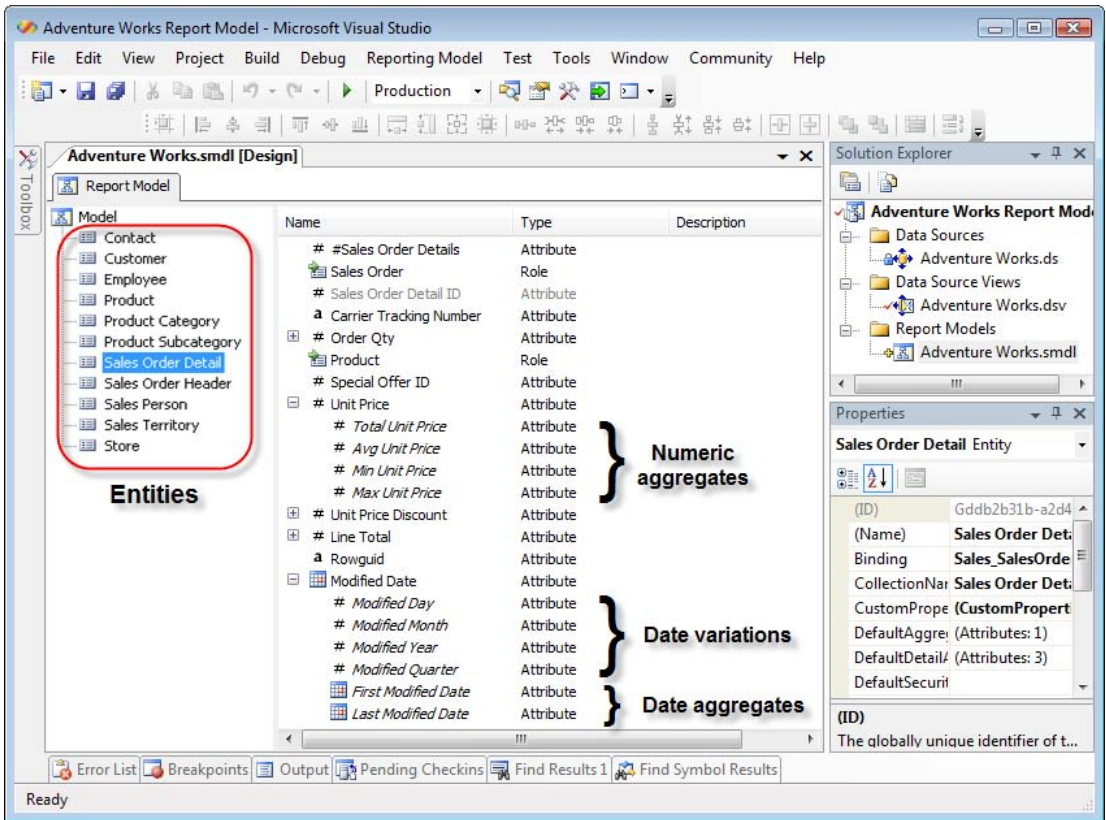 Adventure Works Report Model - Microsoft Visual Studio
File Edit View Project Build Debug Reporting Model Test Tools Window Community Help
Production
Toolbox
Adventure Works.smdl [Design]
Report Model
Model
Contact
Customer
Employee
Product
Product Category
Product Subcategory
Sales Order Detail
Sales Order Header
Sales Person
Sales Territory
Store
Entities
Name Type Description
# #Sales Order Details Attribute
Sales Order Role
# Sales Order Detail ID Attribute
a Carrier Tracking Number Attribute
# Order Qty Attribute
Product Role
# Special Offer ID Attribute
# Unit Price Attribute
# Total Unit Price Attribute
# Avg Unit Price Attribute
# Min Unit Price Attribute
# Max Unit Price Attribute
Numeric
aggregates
# Unit Price Discount Attribute
# Line Total Attribute
a Rowguid Attribute
Modified Date Attribute
# Modified Day Attribute
# Modified Month Attribute
# Modified Year Attribute
# Modified Quarter Attribute
Date variations
First Modified Date Attribute
Last Modified Date Attribute
Date aggregates
Solution Explorer
Adventure Works Report Mod
Data Sources
Adventure Works.ds
Data Source Views
Adventure Works.dsv
Report Models
Adventure Works.smdl
Properties
Sales Order Detail Entity
(ID) Gddb2b31b-a2d4
(Name) Sales Order Det
Binding Sales_SalesOrde
CollectionNa Sales Order Det
CustomPrope (CustomPropert
DefaultAggre (Attributes: 1)
DefaultDetailA (Attributes: 3)
DefaultSecurit
(ID)
The globally unique identifier of t...
Error List Breakpoints Output Pending Checkins Find Results 1 Find Symbol Results
Ready